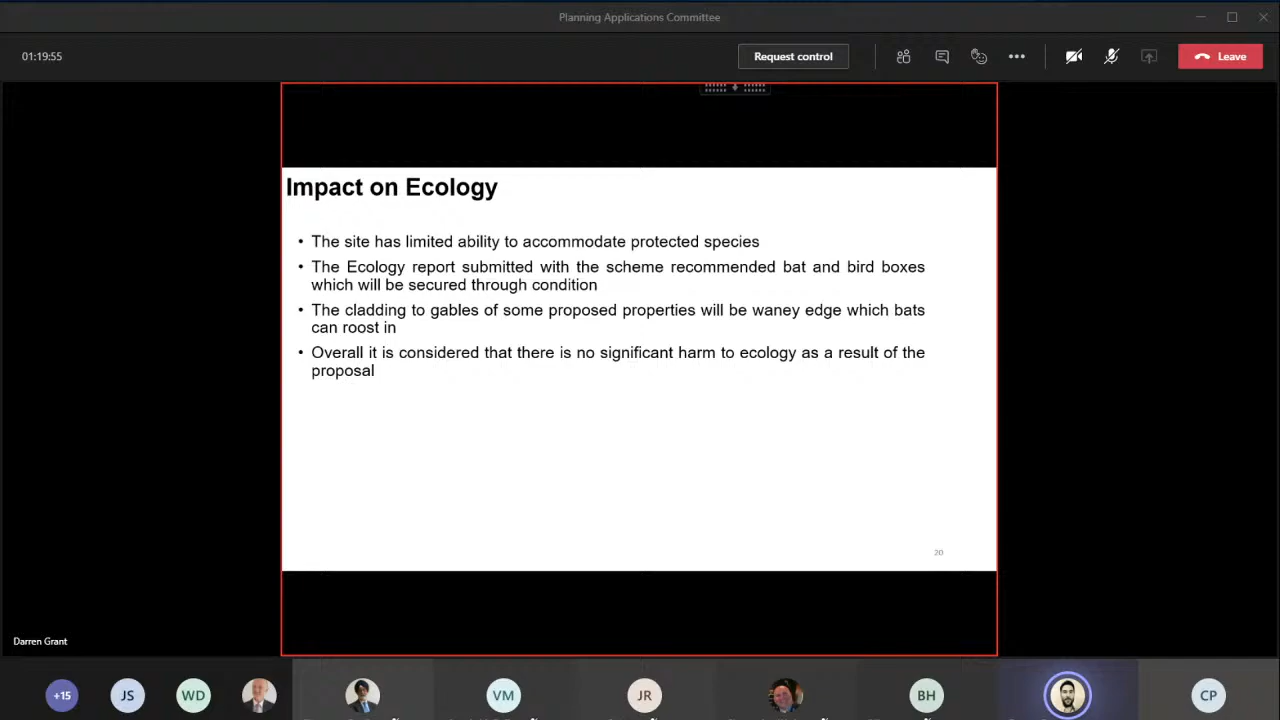 Planning Applications Committee
01:19:55
Request control
Leave
Impact on Ecology
• The site has limited ability to accommodate protected species
• The Ecology report submitted with the scheme recommended bat and bird boxes
which will be secured through condition
• The cladding to gables of some proposed properties will be waney edge which bats
can roost in
• Overall it is considered that there is no significant harm to ecology as a result of the
proposal
20
Darren Grant
+15
JS
WD
VM
JR
BH
CP